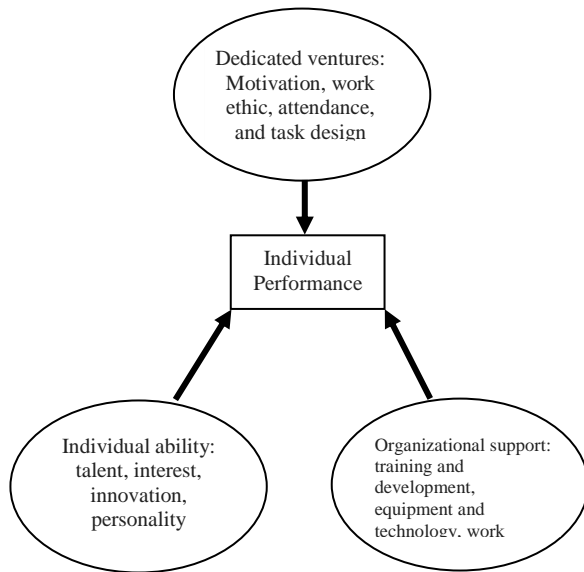 Dedicated ventures:
Motivation, work
ethic, attendance,
and task design
Individual
Performance
Individual ability:
talent, interest,
innovation,
personality
Organizational support:
training and
development,
equipment and
technology, work